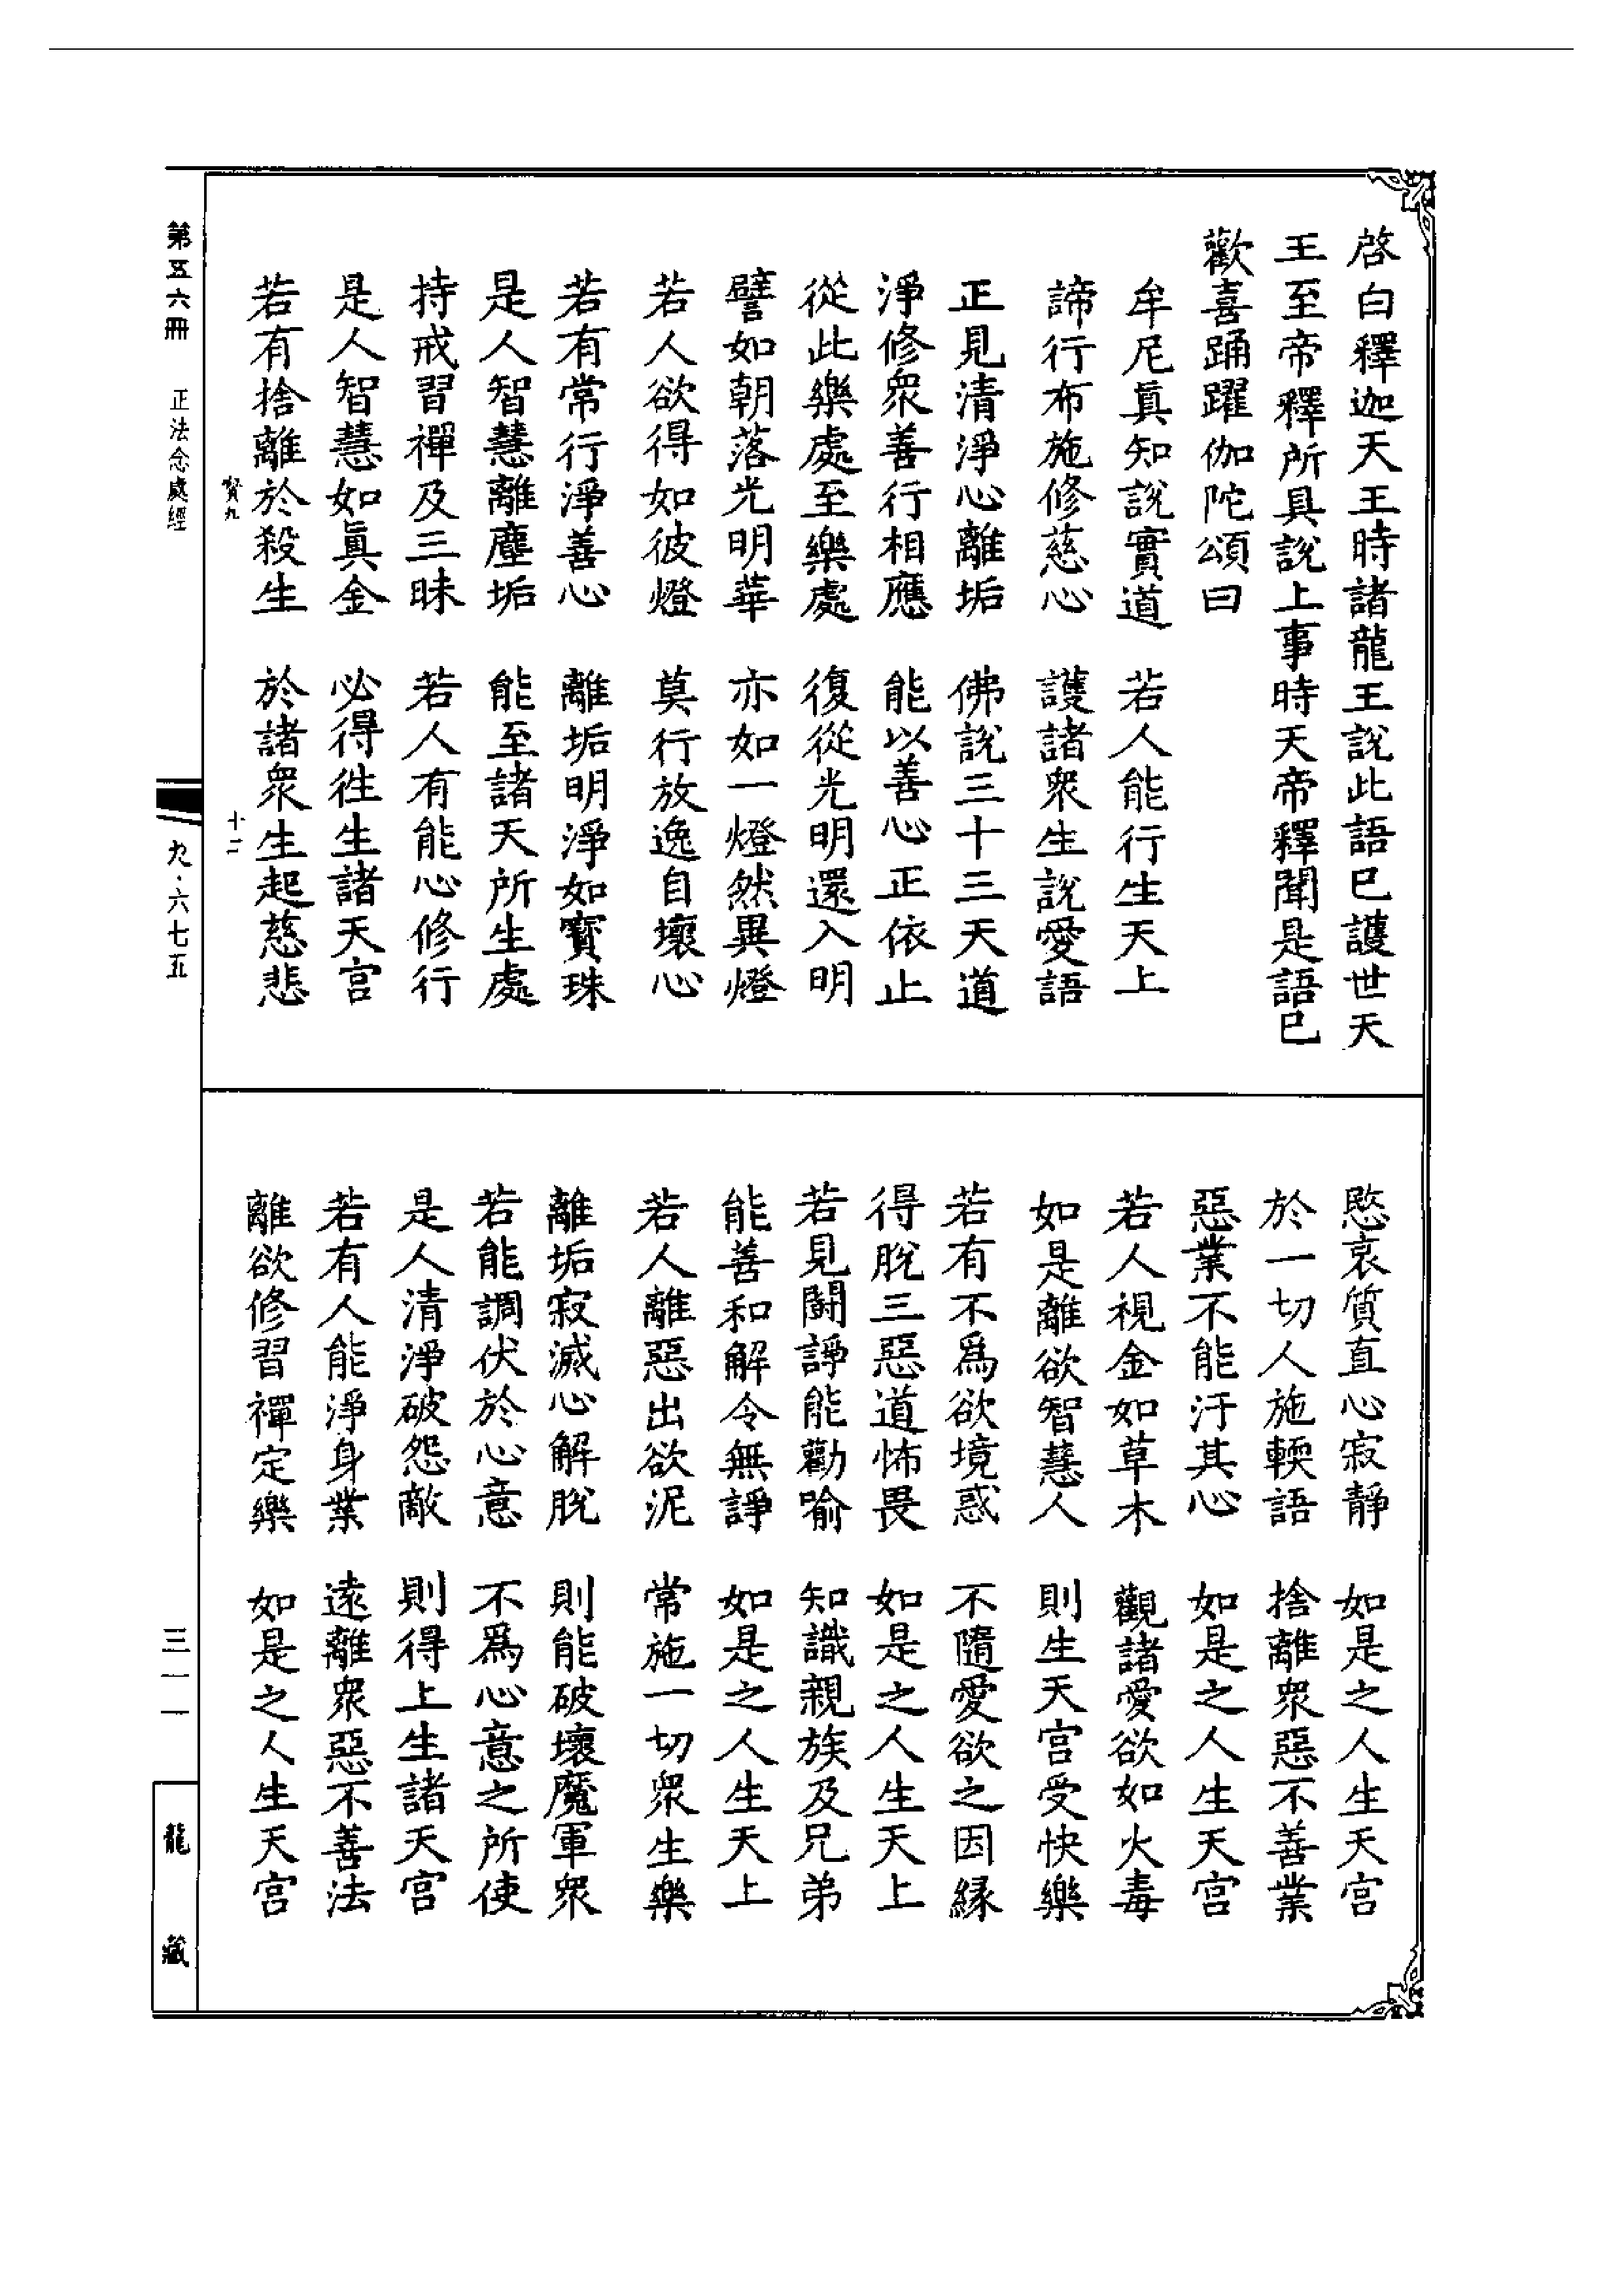 啓白釋迦天王時諸龍王說此語已護世天
王至帝釋所具說上事時天帝釋聞是語已
歡喜踊躍伽陀頌曰
牟尼眞知說實道　若人能行生天上
諦行布施修慈心　護諸衆生說愛語
正見清淨心離垢　佛說三十三天道
淨修衆善行相應　能以善心正依止
從此樂處至樂處　復從光明還入明
譬如朝落光明華　亦如一燈然異燈
若人欲得如彼燈　莫行放逸自壞心
若有常行淨善心　離垢明淨如寶珠
是人智慧離塵垢　能至諸天所生處
持戒習禪及三昧　若人有能心修行
是人智慧如眞金　必得徃生諸天宮
若有捨離於殺生　於諸衆生起慈悲
賢九　十二
愍哀質直心寂靜　如是之人生天宮
於一切人施輭語　捨離衆惡不善業
惡業不能汙其心　如是之人生天宮
若人視金如草木　觀諸愛欲如火毒
如是離欲智慧人　則生天宮受快樂
若有不爲欲境惑　不隨愛欲之因緣
得脫三惡道怖畏　如是之人生天上
若見鬪諍能勸喻　知識親族及兄弟
能善和解令無諍　如是之人生天上
若人離惡出欲泥　常施一切衆生樂
離垢寂滅心解脫　則能破壞魔軍衆
若能調伏於心意　不爲心意之所使
是人清淨破怨敵　則得上生諸天宮
若有人能淨身業　遠離衆惡不善法
離欲修習禪定樂　如是之人生天宮
第五六冊　正法念處經
九·六七五
三一一
龍藏